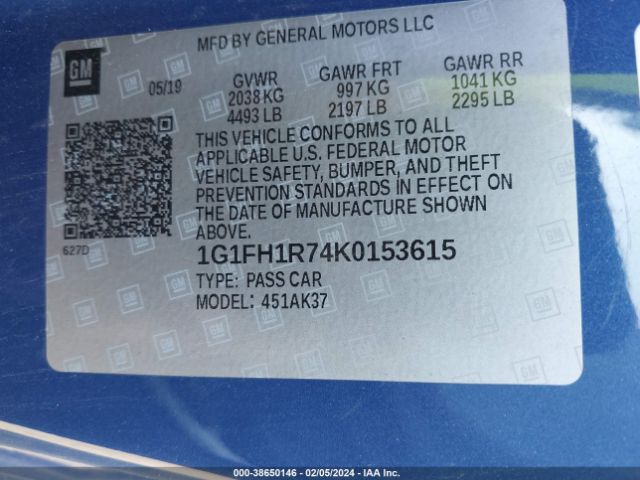 MFD BY GENERAL MOTORS LLC
GM
05/19
GVWR
2038 KG
4493 LB
GAWR FRT
997 KG
2197 LB
GAWR RR
1041 KG
2295 LB
THIS VEHICLE CONFORMS TO ALL
APPLICABLE U.S. FEDERAL MOTOR
VEHICLE SAFETY, BUMPER, AND THEFT
PREVENTION STANDARDS IN EFFECT ON
THE DATE OF MANUFACTURE SHOWN
ABOVE.
627D
1G1FH1R74K0153615
TYPE: PASS CAR
MODEL: 451AK37
000-38650146 - 02/05/2024 - IAA Inc.